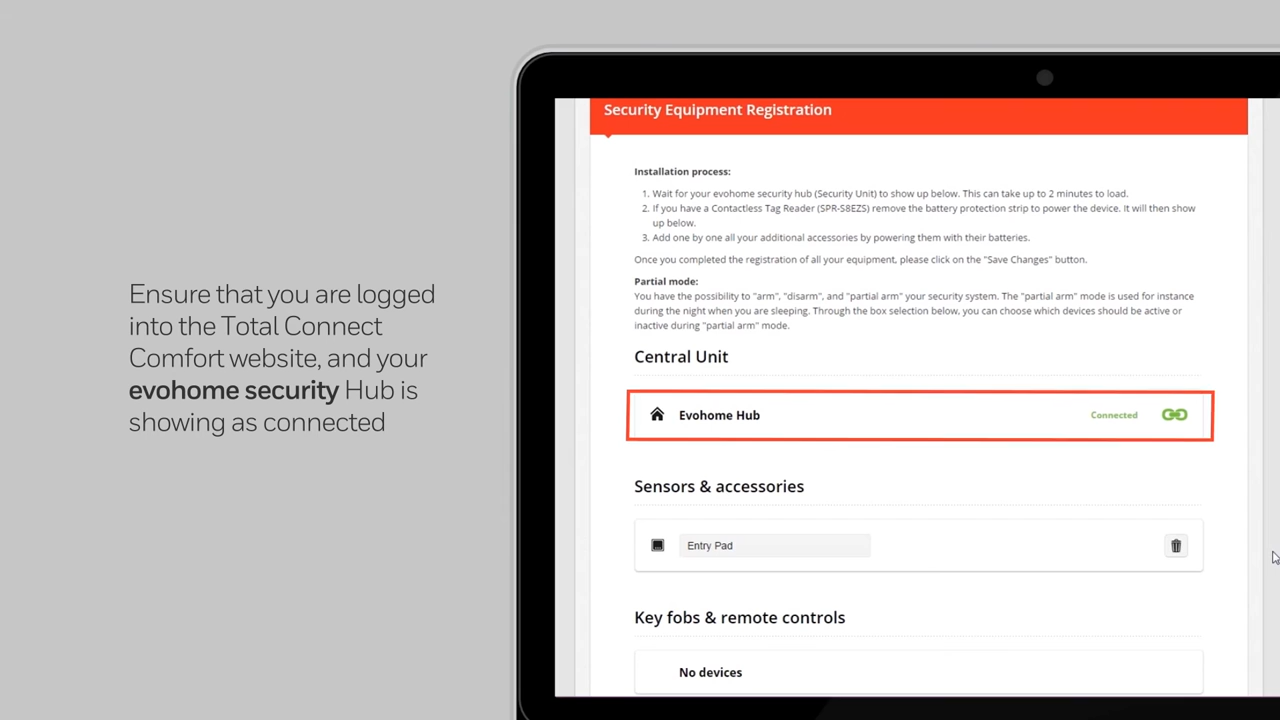 Ensure that you are logged
into the Total Connect
Comfort website, and your
evohome security Hub is
showing as connected
Security Equipment Registration
Installation process:
1. Wait for your evohome security hub (Security Unit) to show up below. This can take up to 2 minutes to load.
2. If you have a Contactless Tag Reader (SPR-S8EZS) remove the battery protection strip to power the device. It will then show
up below.
3. Add one by one all your additional accessories by powering them with their batteries.
Once you completed the registration of all your equipment, please click on the "Save Changes" button.
Partial mode:
You have the possibility to "arm", "disarm", and "partial arm" your security system. The "partial arm" mode is used for instance
during the night when you are sleeping. Through the box selection below, you can choose which devices should be active or
inactive during "partial arm" mode.
Central Unit
Evohome Hub Connected
Sensors & accessories
Entry Pad
Key fobs & remote controls
No devices